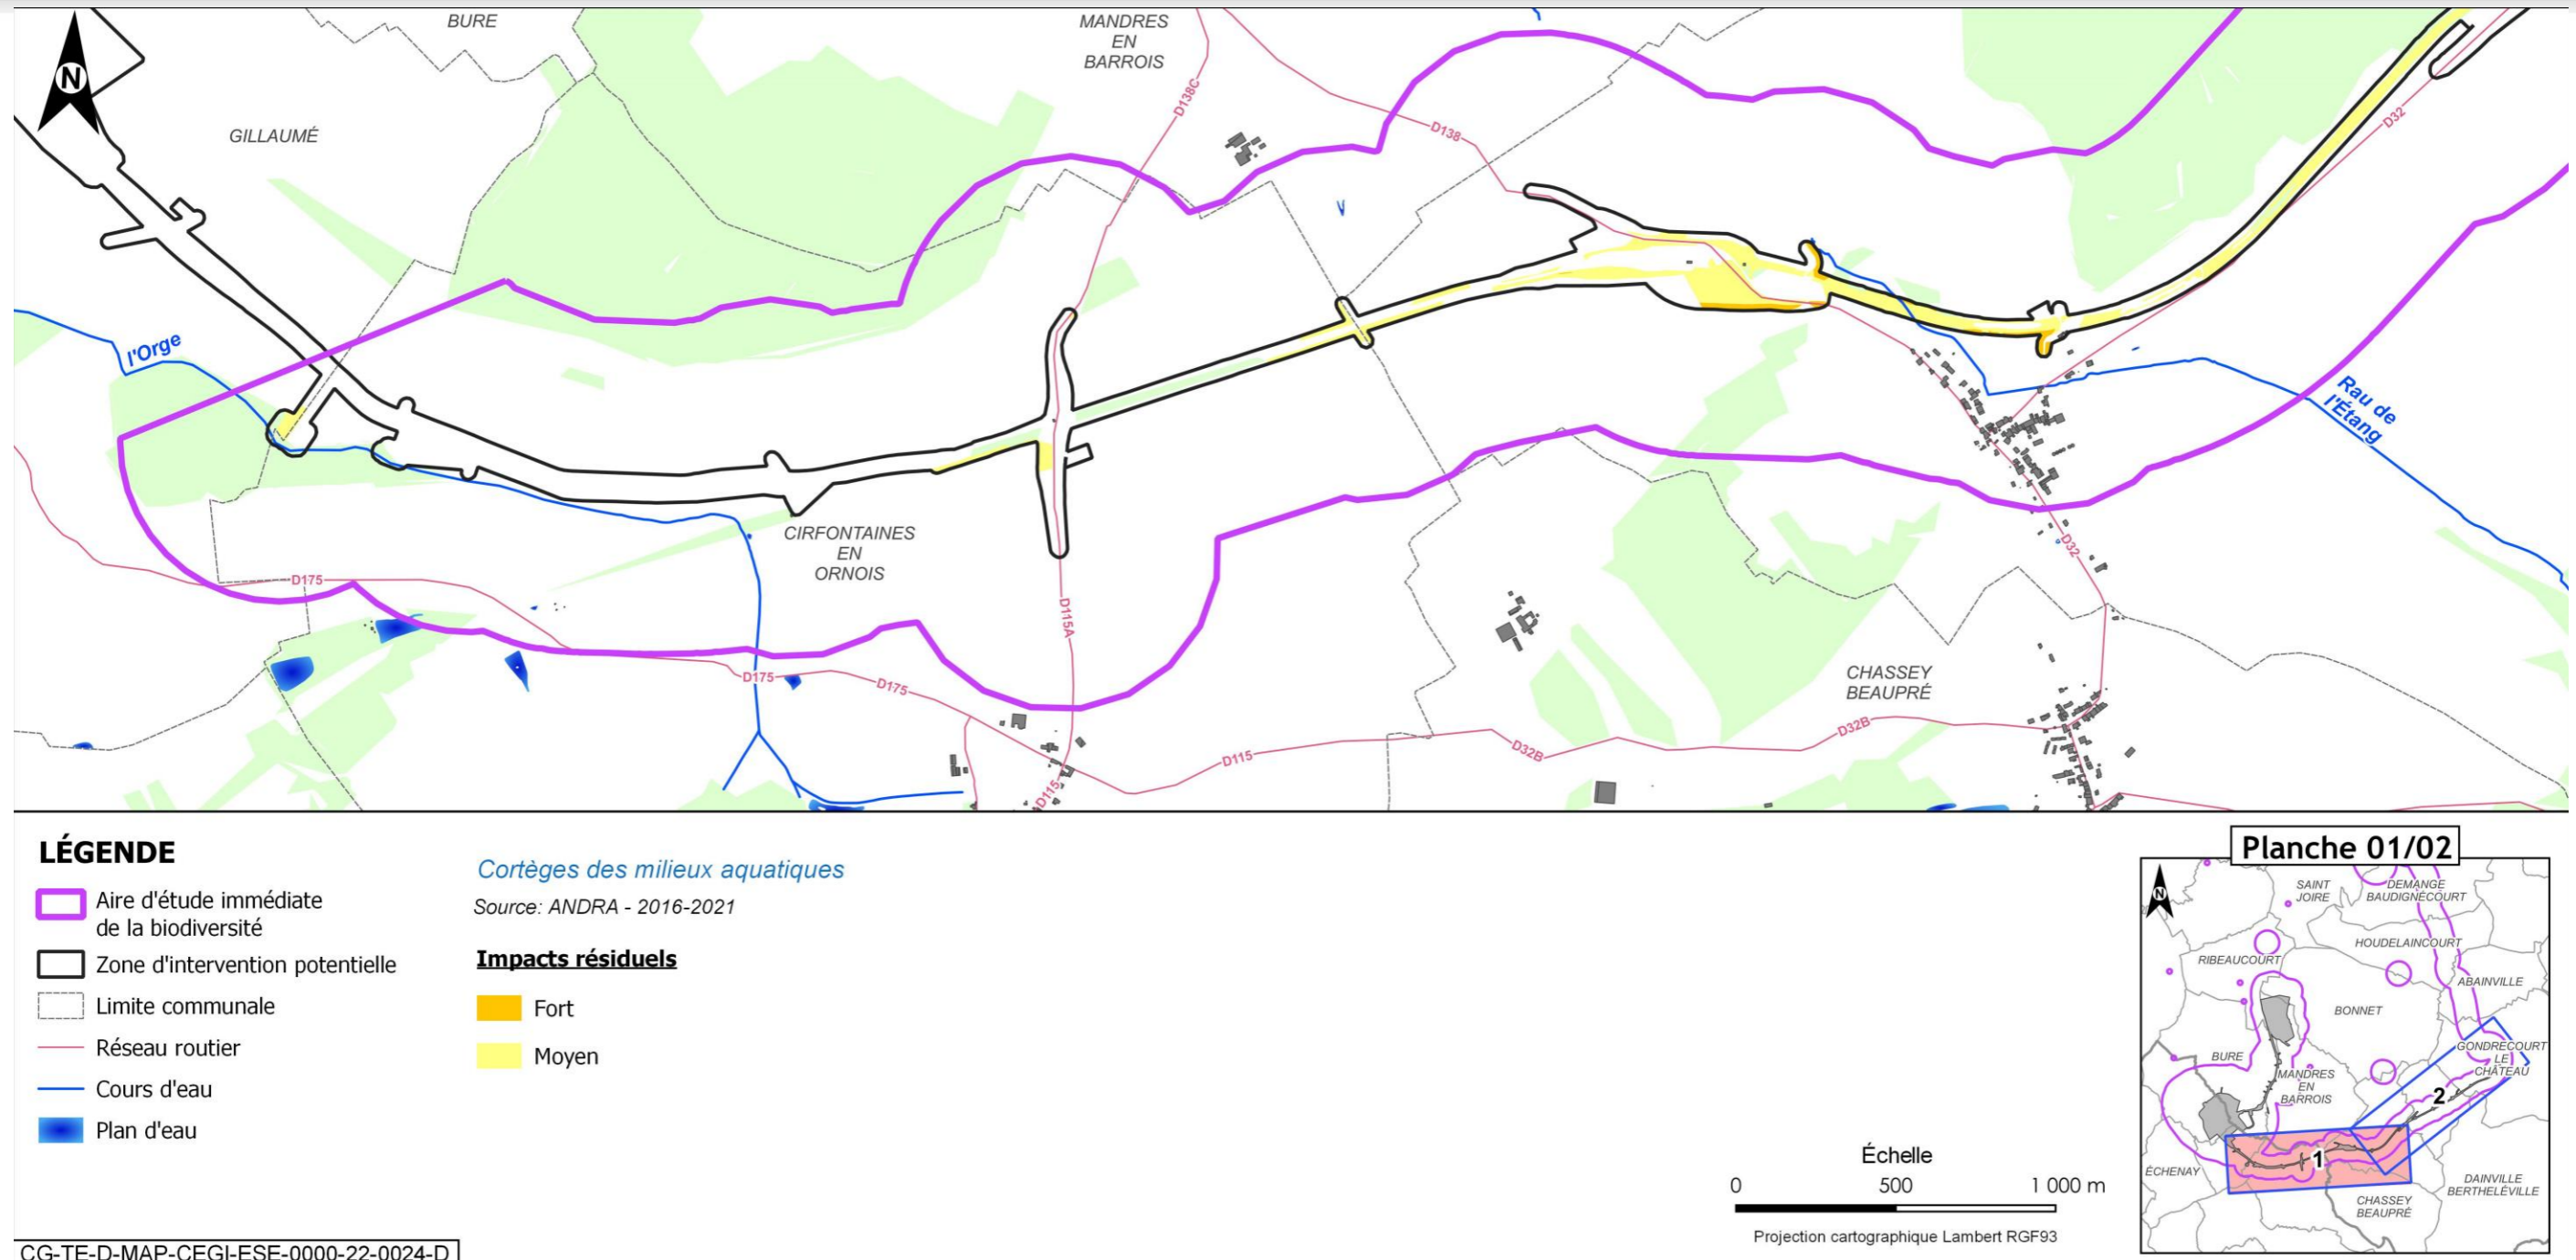 BURE
MANDRES
EN
BARROIS
N
GILLAUMÉ
D138C
D138
D32
l'Orge
Rau de
l'Étang
CIRFONTAINES
EN
ORNOIS
D175
D115A
D32
D175
D175
CHASSEY
BEAUPRÉ
D115
D32B
D32B
D115
LÉGENDE
Aire d'étude immédiate
de la biodiversité
Zone d'intervention potentielle
Limite communale
Réseau routier
Cours d'eau
Plan d'eau
Cortèges des milieux aquatiques
Source: ANDRA - 2016-2021
Impacts résiduels
Fort
Moyen
Échelle
0 500 1 000 m
Projection cartographique Lambert RGF93
Planche 01/02
N
SAINT
JOIRE
DEMANGE
BAUDIGNÉCOURT
HOUDELAINCOURT
RIBEAUCOURT
ABAINVILLE
BONNET
BURE
GONDRECOURT
LE
CHÂTEAU
MANDRES
EN
BARROIS
2
1
ÉCHENAY
DAINVILLE
BERTHELÉVILLE
CHASSEY
BEAUPRÉ
CG-TE-D-MAP-CEGI-ESE-0000-22-0024-D